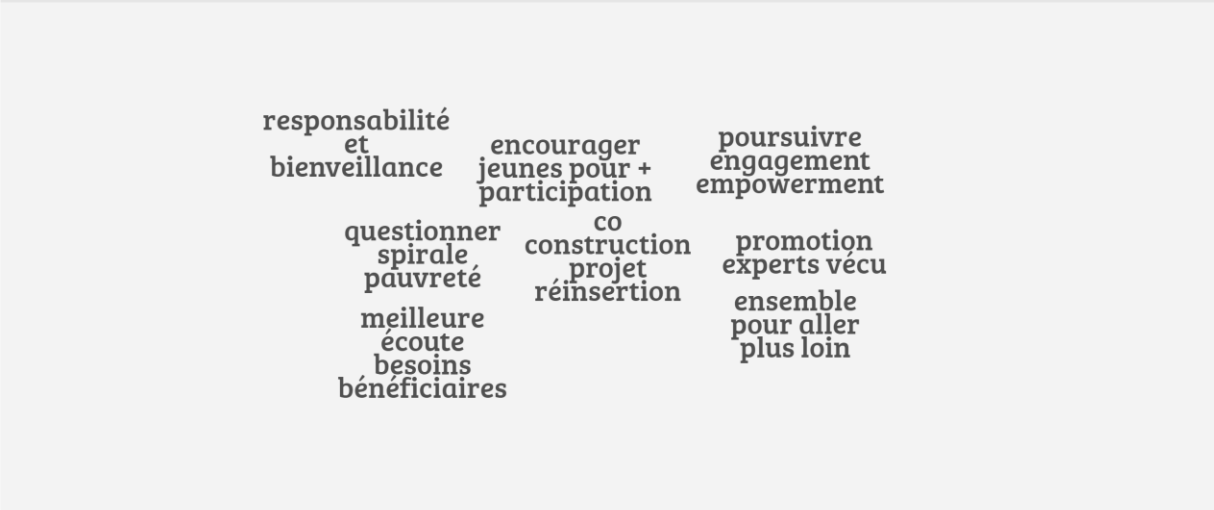 responsabilité
et
bienveillance
encourager
jeunes pour +
participation
poursuivre
engagement
empowerment
questionner
spirale
pauvreté
co
construction
projet
réinsertion
promotion
experts vécu
meilleure
écoute
besoins
bénéficiaires
ensemble
pour aller
plus loin